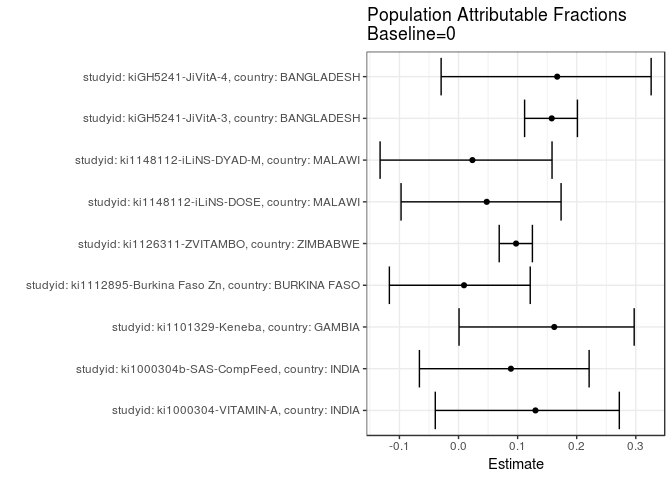 Population Attributable Fractions
Baseline=0
studyid: kiGH5241-JiVitA-4, country: BANGLADESH
studyid: kiGH5241-JiVitA-3, country: BANGLADESH
studyid: ki1148112-iLiNS-DYAD-M, country: MALAWI
studyid: ki1148112-iLiNS-DOSE, country: MALAWI
studyid: ki1126311-ZVITAMBO, country: ZIMBABWE
studyid: ki1112895-Burkina Faso Zn, country: BURKINA FASO
studyid: ki1101329-Keneba, country: GAMBIA
studyid: ki1000304b-SAS-CompFeed, country: INDIA
studyid: ki1000304-VITAMIN-A, country: INDIA
-0.1 0.0 0.1 0.2 0.3
Estimate